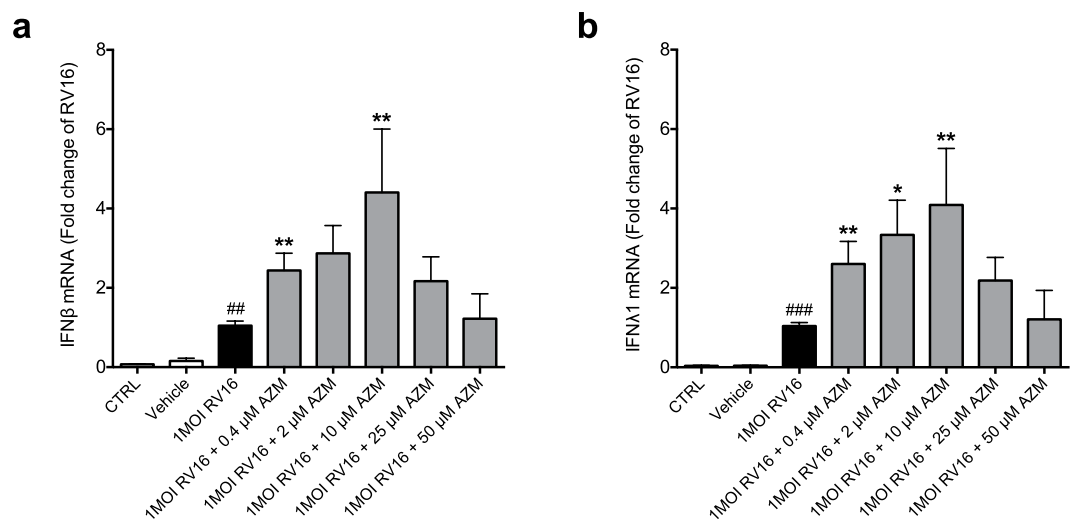 a
IFNβ mRNA (Fold change of RV16)
8
6
4
2
0
##
**
**
CTRL
Vehicle
1MOI RV16
1MOI RV16 + 0.4 µM AZM
1MOI RV16 + 2 µM AZM
1MOI RV16 + 10 µM AZM
1MOI RV16 + 25 µM AZM
1MOI RV16 + 50 µM AZM
b
IFNλ1 mRNA (Fold change of RV16)
8
6
4
2
0
###
**
*
**
CTRL
Vehicle
1MOI RV16
1MOI RV16 + 0.4 µM AZM
1MOI RV16 + 2 µM AZM
1MOI RV16 + 10 µM AZM
1MOI RV16 + 25 µM AZM
1MOI RV16 + 50 µM AZM